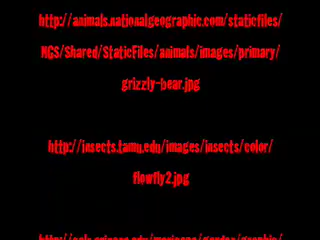 http://animals.nationalgeographic.com/staticfiles/
NGS/Shared/StaticFiles/animals/images/primary/
grizzly-bear.jpg
http://insects.tamu.edu/images/insects/color/
flowfly2.jpg